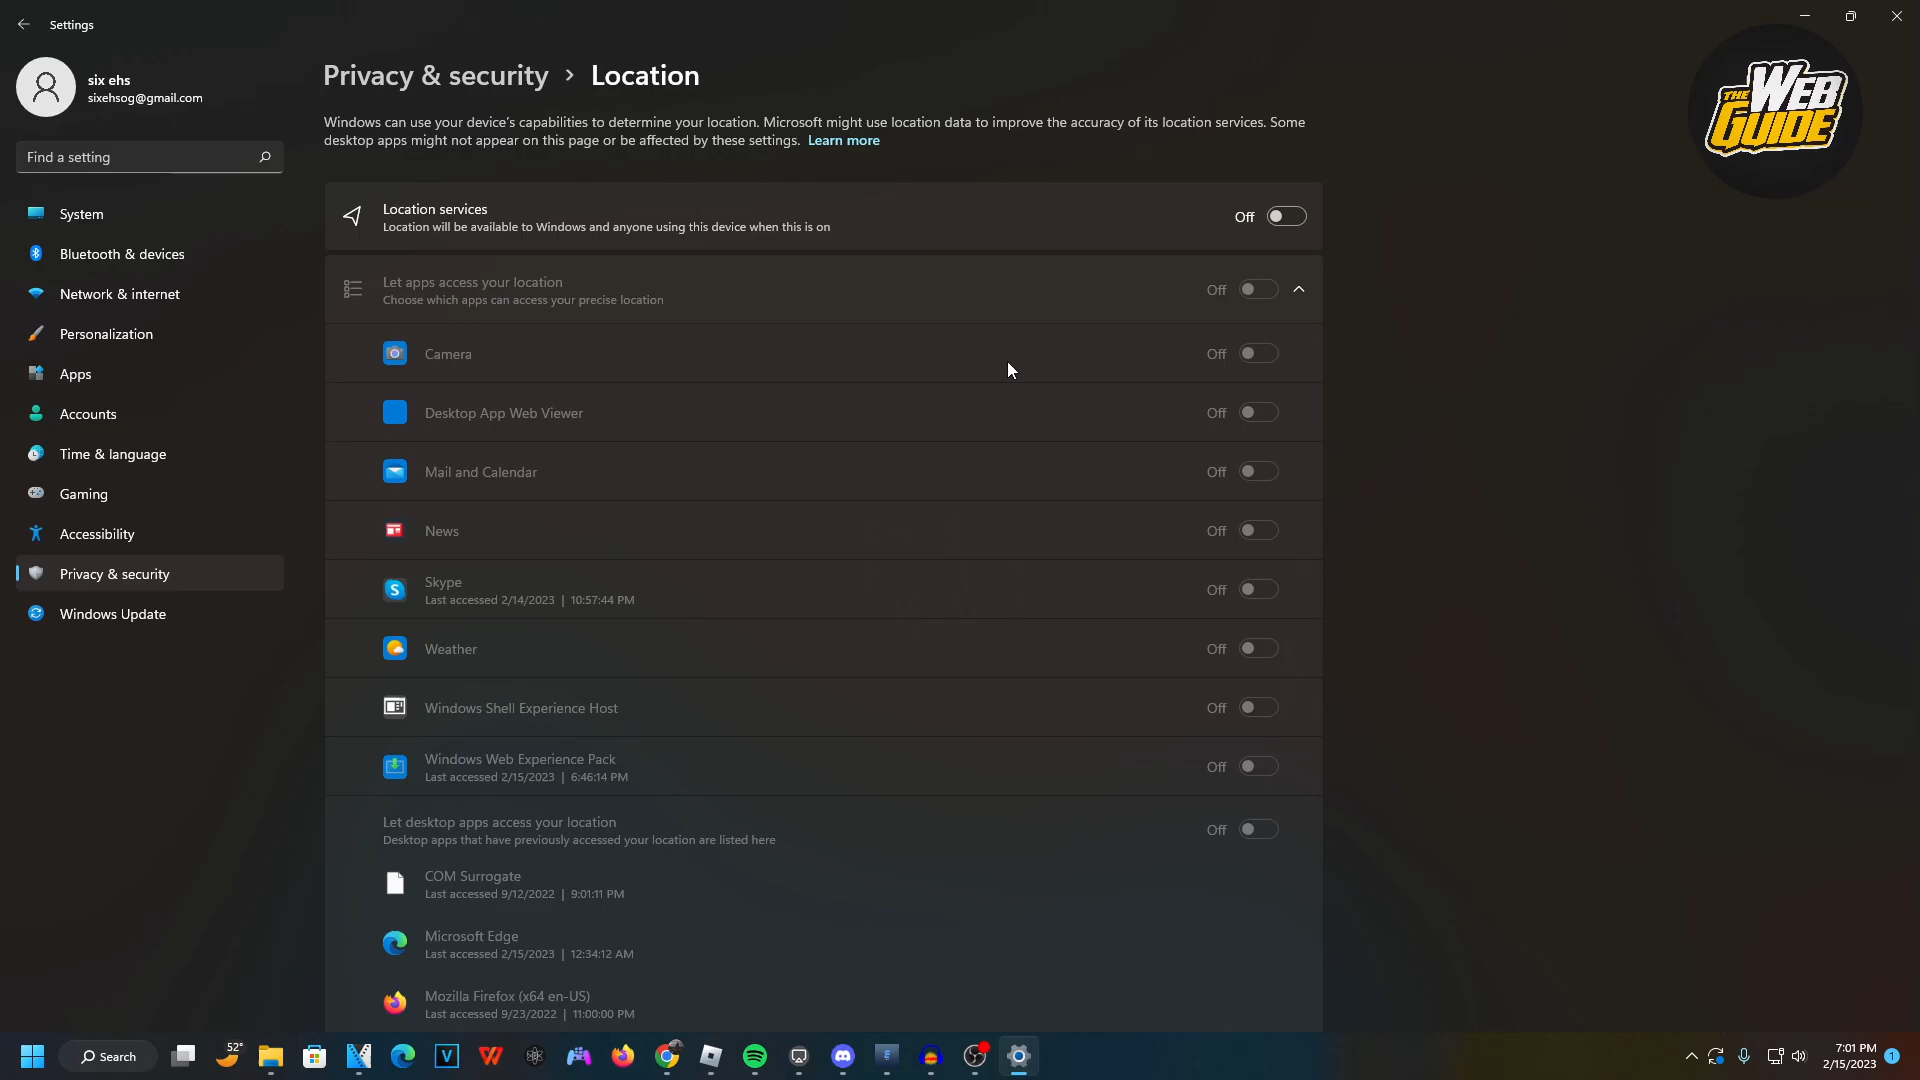 Settings
six ehs
sixehsog@gmail.com
Find a setting
System
Bluetooth & devices
Network & internet
Personalization
Apps
Accounts
Time & language
Gaming
Accessibility
Privacy & security
Windows Update
Privacy & security > Location
Windows can use your device's capabilities to determine your location. Microsoft might use location data to improve the accuracy of its location services. Some
desktop apps might not appear on this page or be affected by these settings. Learn more
Location services
Location will be available to Windows and anyone using this device when this is on
Off
Let apps access your location
Choose which apps can access your precise location
Off
Camera
Off
Desktop App Web Viewer
Off
Mail and Calendar
Off
News
Off
Skype
Last accessed 2/14/2023 | 10:57:44 PM
Off
Weather
Off
Windows Shell Experience Host
Off
Windows Web Experience Pack
Last accessed 2/15/2023 | 6:46:14 PM
Off
Let desktop apps access your location
Desktop apps that have previously accessed your location are listed here
Off
COM Surrogate
Last accessed 9/12/2022 | 9:01:11 PM
Microsoft Edge
Last accessed 2/15/2023 | 12:34:12 AM
Mozilla Firefox (x64 en-US)
Last accessed 9/23/2022 | 11:00:00 PM
THE WEB
GUIDE
Search
52°
7:01 PM
2/15/2023
1